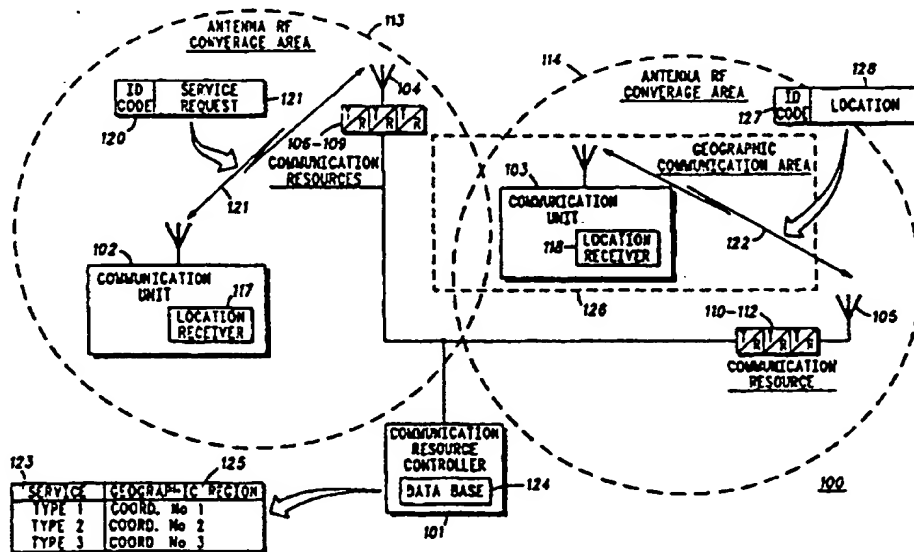 ANTENNA RF
CONVERAGE AREA
113
ID
CODE
SERVICE
REQUEST
121
120
104
T/R T/R T/R
106-109
COMMUNICATION
RESOURCES
121
102
COMMUNICATION
UNIT
117
LOCATION
RECEIVER
114
ANTENNA RF
CONVERAGE AREA
128
ID
CODE
LOCATION
127
GEOGRAPHIC
COMMUNICATION AREA
103
COMMUNICATION
UNIT
118
LOCATION
RECEIVER
122
126
110-112
105
T/R T/R T/R
COMMUNICATION
RESOURCE
COMMUNICATION
RESOURCE
CONTROLLER
DATA BASE
124
101
100
123
125
SERVICE GEOGRAPHIC REGION
TYPE 1 COORD. No 1
TYPE 2 COORD. No 2
TYPE 3 COORD. No 3